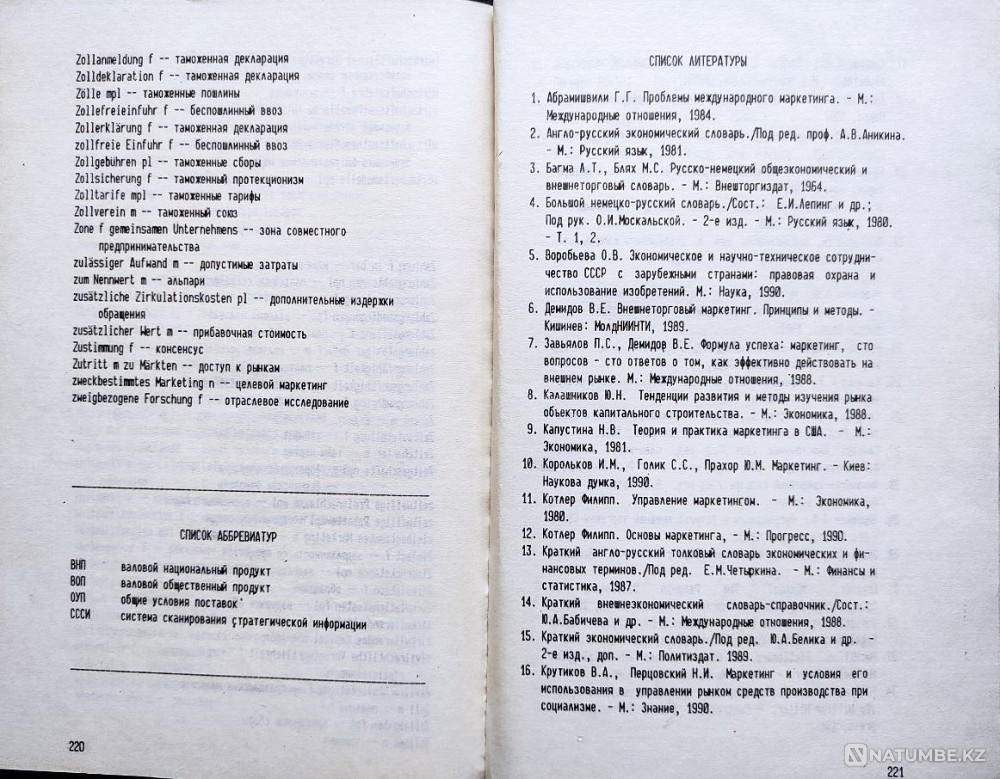 Zollanmeldung f -- таможенная декларация
Zolldeklaration f -- таможенная декларация
Zölle mpl -- таможенные пошлины
Zollefreieinfuhr f -- беспошлинный ввоз
Zollerklärung f -- таможенная декларация
zollfreie Einfuhr f -- беспошлинный ввоз
Zollgebühren pl -- таможенные сборы
Zollsicherung f -- таможенный протекционизм
Zolltarife mpl -- таможенные тарифы
Zollverein m -- таможенный союз
Zone f gemeinsamen Unternehmens -- зона совместного
предпринимательства
zulässiger Aufwand m -- допустимые затраты
zum Nennwert m -- альпари
zusätzliche Zirkulationskosten pl -- дополнительные издержки
обращения
zusätzlicher Wert m -- прибавочная стоимость
Zustimmung f -- консенсус
Zutritt m zu Märkten -- доступ к рынкам
zweckbestimmtes Marketing n -- целевой маркетинг
zweigbezogene Forschung f -- отраслевое исследование
СПИСОК АББРЕВИАТУР
ВНП валовой национальный продукт
ВОП валовой общественный продукт
ОУП общие условия поставок
СССИ система сканирования стратегической информации
220
СПИСОК ЛИТЕРАТУРЫ
1. Абрамишвили Г.Г. Проблемы международного маркетинга. - М.:
Международные отношения, 1984.
2. Англо-русский экономический словарь./Под ред. проф. А.В.Аникина.
- М.: Русский язык, 1981.
3. Багма Л.Т., Блях М.С. Русско-немецкий общеэкономический и
внешнеторговый словарь. - М.: Внешторгиздат, 1964.
4. Большой немецко-русский словарь./Сост.: Е.И.Лепинг и др.;
Под рук. О.И.Москальской. - 2-е изд. - М.: Русский язык, 1980.
- Т. 1, 2.
5. Воробьева О.В. Экономическое и научно-техническое сотрудни-
чество СССР с зарубежными странами: правовая охрана и
использование изобретений. М.: Наука, 1990.
6. Демидов В.Е. Внешнеторговый маркетинг. Принципы и методы. -
Кишинев: МолдНИИНТИ, 1989.
7. Завьялов П.С., Демидов В.Е. Формула успеха: маркетинг, сто
вопросов - сто ответов о том, как эффективно действовать на
внешнем рынке. М.: Международные отношения, 1988.
8. Калашников Ю.Н. Тенденции развития и методы изучения рынка
объектов капитального строительства. - М.: Экономика, 1988.
9. Капустина Н.В. Теория и практика маркетинга в США. - М.:
Экономика, 1981.
10. Корольков И.М., Голик С.С., Прахор Ю.М. Маркетинг. - Киев:
Наукова думка, 1990.
11. Котлер Филипп. Управление маркетингом. - М.: Экономика,
1980.
12. Котлер Филипп. Основы маркетинга, - М.: Прогресс, 1990.
13. Краткий англо-русский толковый словарь экономических и фи-
нансовых терминов./Под ред. Е.М.Четыркина. - М.: Финансы и
статистика, 1987.
14. Краткий внешнеэкономический словарь-справочник./Сост.:
Ю.А.Бабичева и др. - М.: Международные отношения, 1988.
15. Краткий экономический словарь./Под ред. Ю.А.Белика и др. -
2-е изд., доп. - М.: Политиздат. 1989.
16. Крутиков В.А., Перцовский Н.И. Маркетинг и условия его
использования в управлении рынком средств производства при
социализме. - М.: Знание, 1990.
221
NATUMBE.KZ